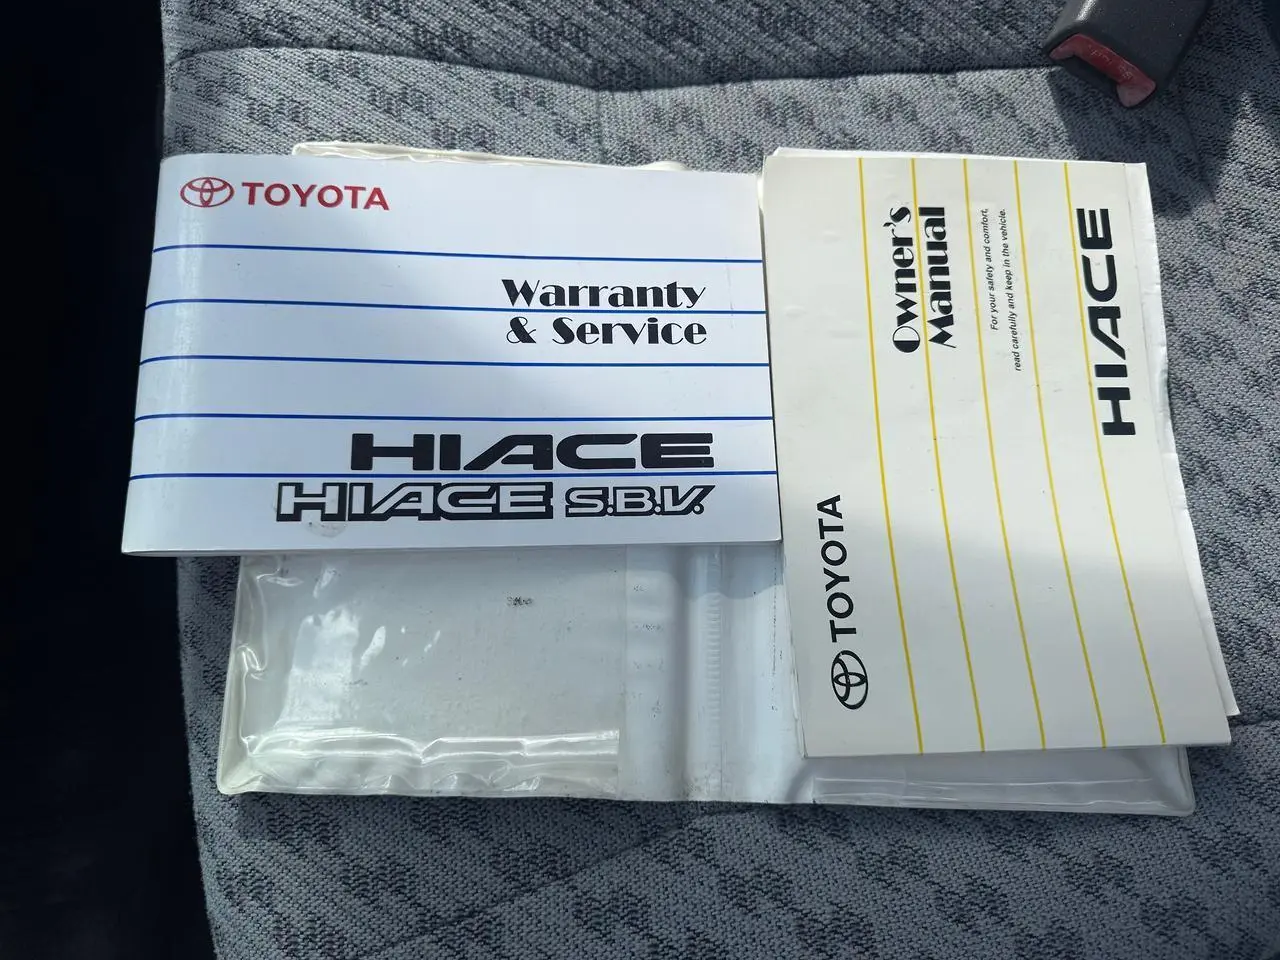 TOYOTA
Warranty
& Service
HIACE
HIACE S.B.V.
Owner's
Manual
For your safety and comfort,
read carefully and keep in the vehicle.
HIACE
TOYOTA